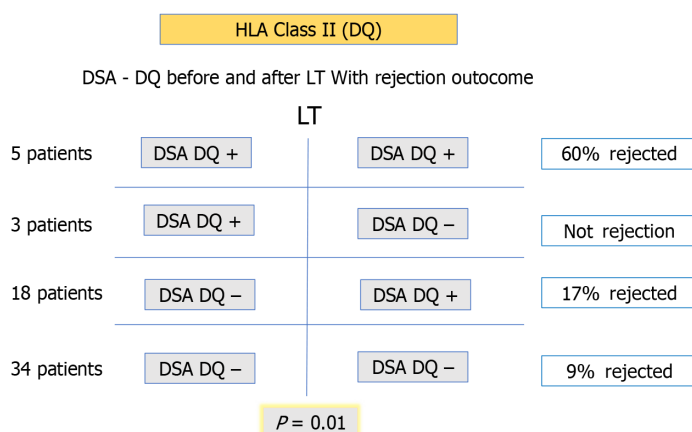 HLA Class II (DQ)
DSA - DQ before and after LT With rejection outocome
LT
5 patients DSA DQ + DSA DQ + 60% rejected
3 patients DSA DQ + DSA DQ – Not rejection
18 patients DSA DQ – DSA DQ + 17% rejected
34 patients DSA DQ – DSA DQ – 9% rejected
P = 0.01